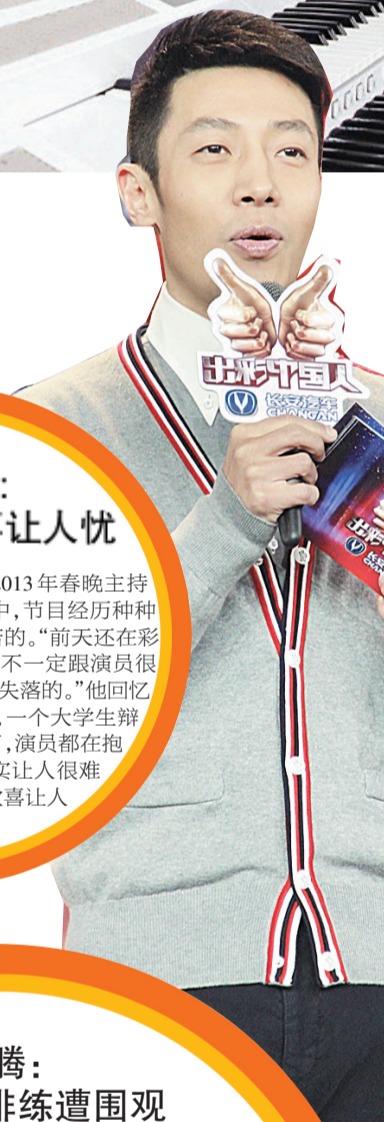 出彩中国人
长安汽车
CHANGAN
出彩
:
让人忧
2013年春晚主持
中，节目经历种种
的。“前天还在彩
不一定跟演员很
失落的。”他回忆
一个大学生辩
，演员都在抱
实让人很难
喜让人
腾：
排练遭围观